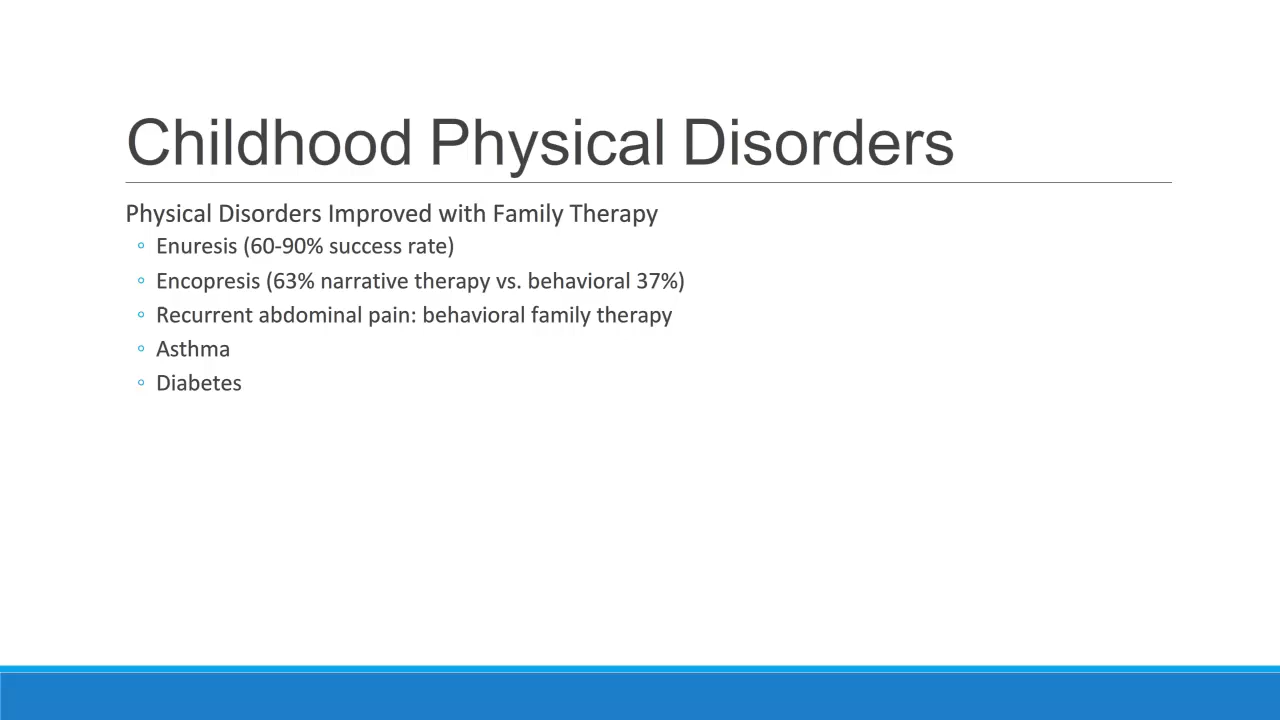 Childhood Physical Disorders
Physical Disorders Improved with Family Therapy
◦ Enuresis (60-90% success rate)
◦ Encopresis (63% narrative therapy vs. behavioral 37%)
◦ Recurrent abdominal pain: behavioral family therapy
◦ Asthma
◦ Diabetes